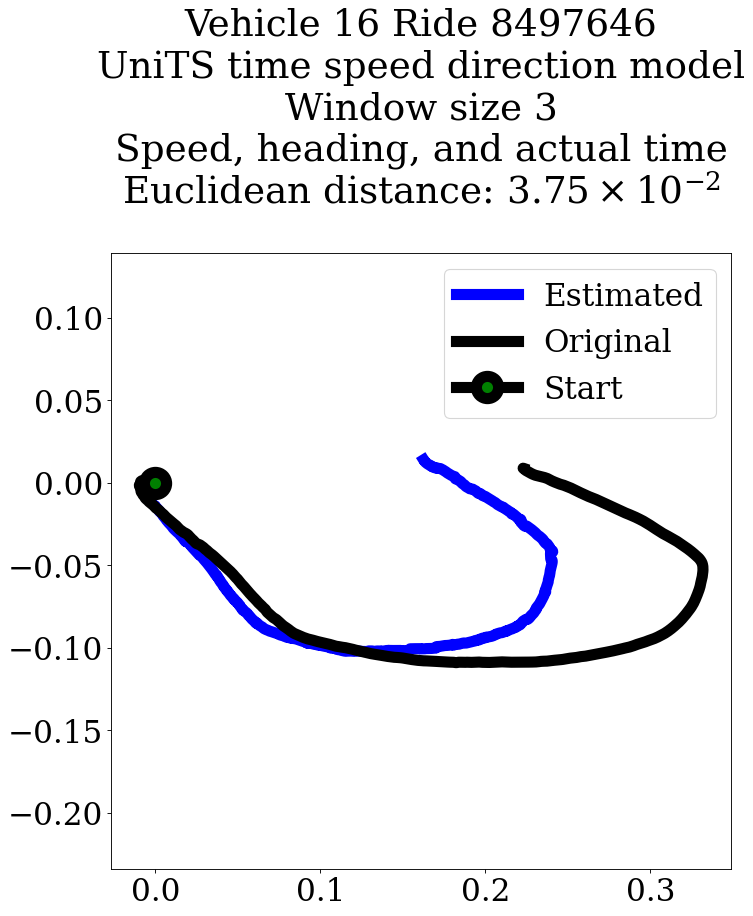 Vehicle 16 Ride 8497646
UniTS time speed direction model
Window size 3
Speed, heading, and actual time
Euclidean distance: 3.75 × 10⁻²
Estimated
Original
Start
0.10
0.05
0.00
−0.05
−0.10
−0.15
−0.20
0.0 0.1 0.2 0.3